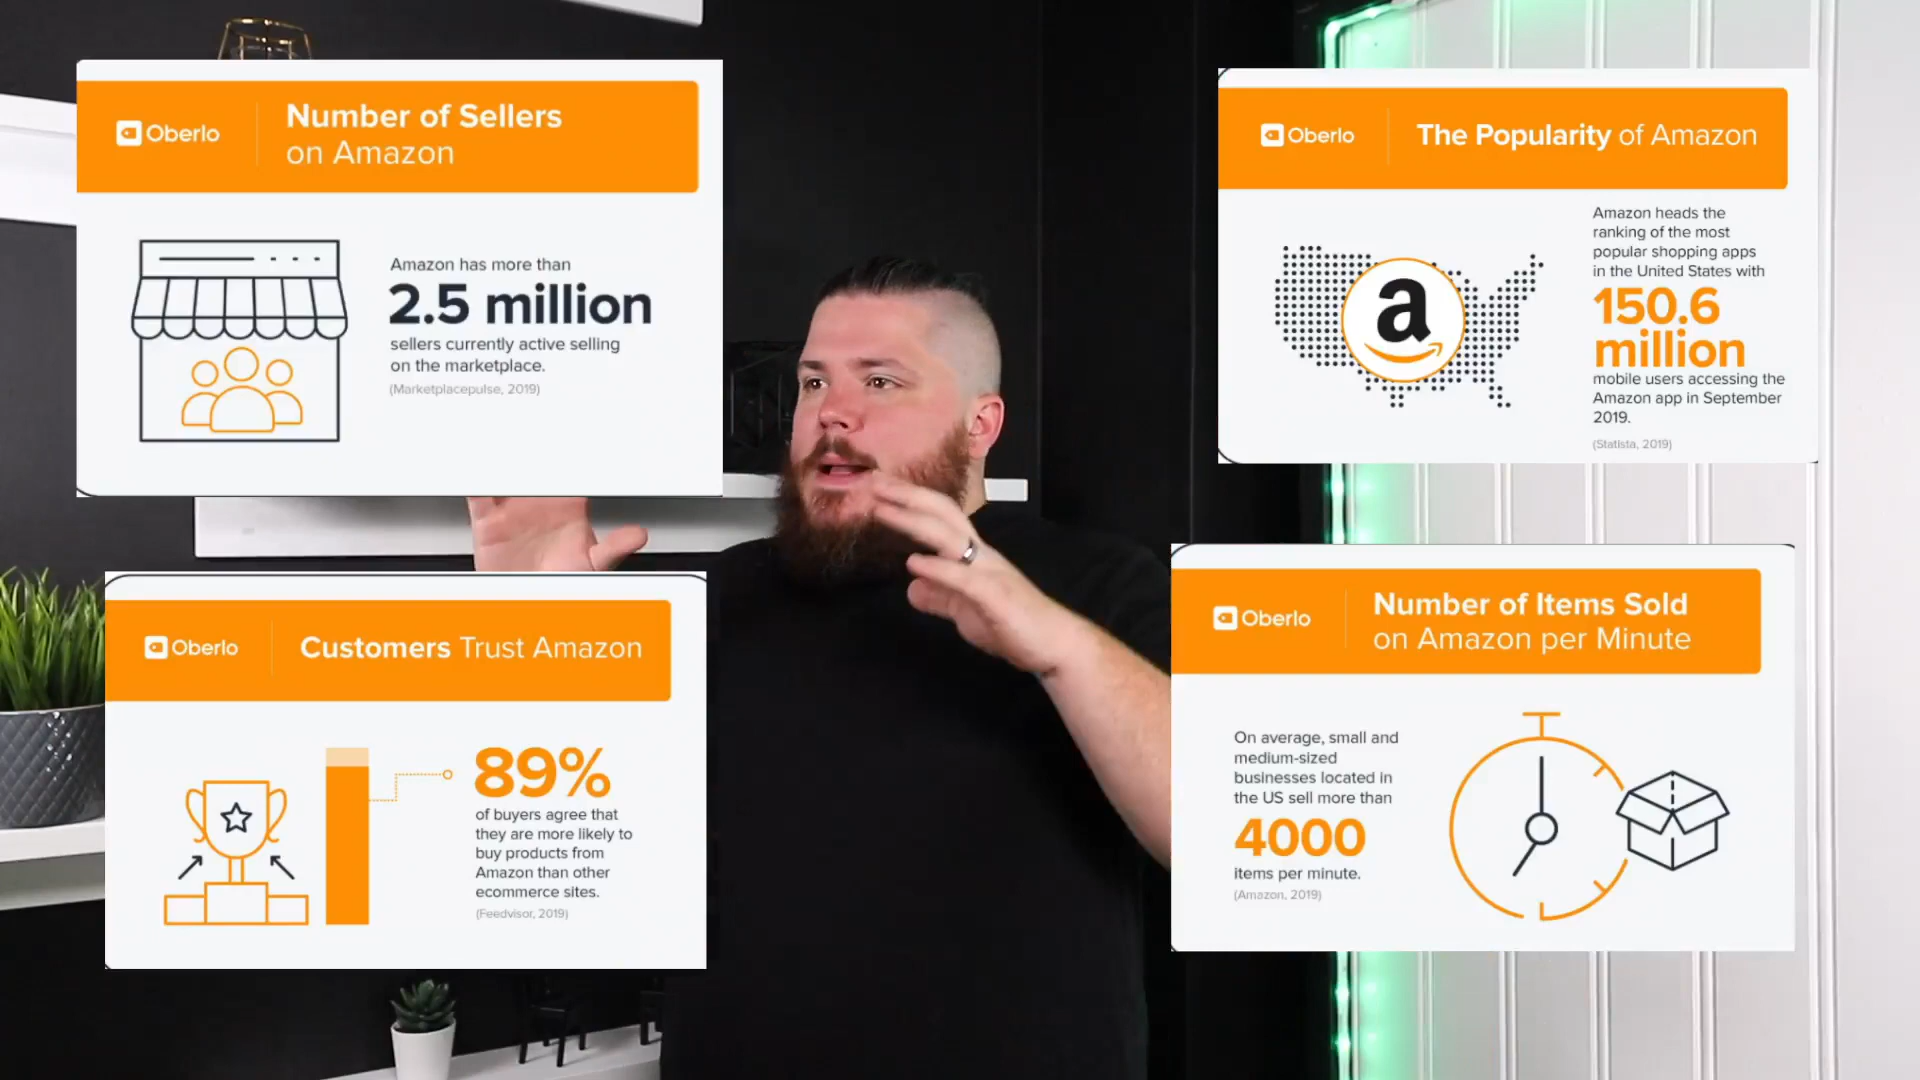 Oberlo
Number of Sellers
on Amazon
Amazon has more than
2.5 million
sellers currently active selling
on the marketplace.
(Marketplacepulse, 2019)
Oberlo
The Popularity of Amazon
Amazon heads the
ranking of the most
popular shopping apps
in the United States with
150.6
million
mobile users accessing the
Amazon app in September
2019.
(Statista, 2019)
a
Oberlo
Customers Trust Amazon
89%
of buyers agree that
they are more likely to
buy products from
Amazon than other
ecommerce sites.
(Feedvisor, 2019)
Oberlo
Number of Items Sold
on Amazon per Minute
On average, small and
medium-sized
businesses located in
the US sell more than
4000
items per minute.
(Amazon, 2019)